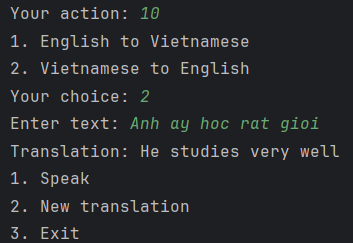 Your action: 10
1. English to Vietnamese
2. Vietnamese to English
Your choice: 2
Enter text: Anh ay hoc rat gioi
Translation: He studies very well
1. Speak
2. New translation
3. Exit